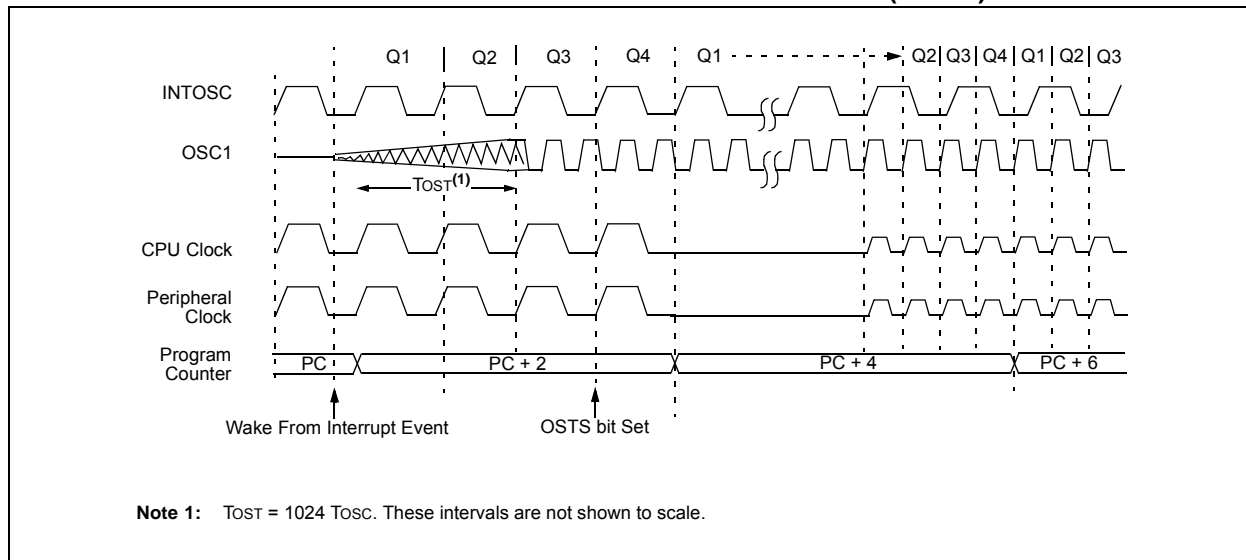 Q1 Q2 Q3 Q4 Q1 Q2 Q3 Q4 Q1 Q2 Q3
INTOSC
OSC1
TOST(1)
CPU Clock
Peripheral
Clock
Program
Counter
PC PC + 2 PC + 4 PC + 6
Wake From Interrupt Event OSTS bit Set
Note 1: TOST = 1024 TOSC. These intervals are not shown to scale.